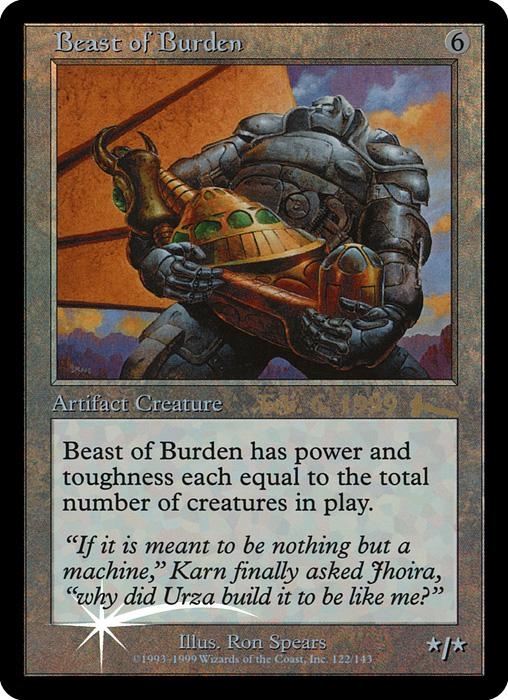 Beast of Burden 6
Artifact Creature
Feb. 6, 1999
Beast of Burden has power and
toughness each equal to the total
number of creatures in play.
“If it is meant to be nothing but a
machine,” Karn finally asked Jhoira,
“why did Urza build it to be like me?”
Illus. Ron Spears
©1993-1999 Wizards of the Coast, Inc. 122/143
*/*